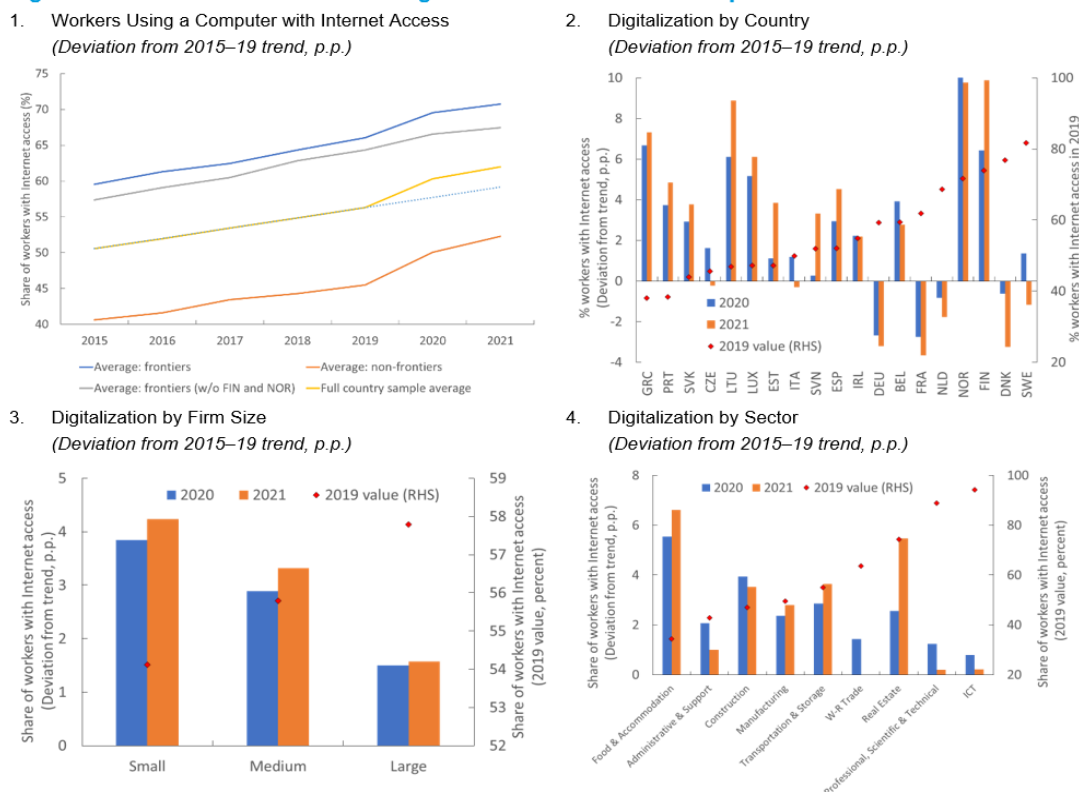 1. Workers Using a Computer with Internet Access
(Deviation from 2015–19 trend, p.p.)
Share of workers with Internet access (%)
75
70
65
60
55
50
45
40
2015 2016 2017 2018 2019 2020 2021
Average: frontiers
Average: non-frontiers
Average: frontiers (w/o FIN and NOR)
Full country sample average
2. Digitalization by Country
(Deviation from 2015–19 trend, p.p.)
% workers with Internet access
(Deviation from trend, p.p.)
10
8
6
4
2
0
-2
-4
2020
2021
2019 value (RHS)
100
80
60
40
20
% workers with Internet access in 2019
GRC PRT SVK CZE LTU LUX EST ITA SVN ESP IRL DEU BEL FRA NLD NOR FIN DNK SWE
3. Digitalization by Firm Size
(Deviation from 2015–19 trend, p.p.)
Share of workers with Internet access
(Deviation from trend, p.p.)
5
4
3
2
1
0
2020 2021 2019 value (RHS)
59
58
57
56
55
54
53
52
Share of workers with Internet access
(2019 value, percent)
Small Medium Large
4. Digitalization by Sector
(Deviation from 2015–19 trend, p.p.)
Share of workers with Internet access
(Deviation from trend, p.p.)
8
6
4
2
0
2020 2021 2019 value (RHS)
100
80
60
40
20
Share of workers with Internet access
(2019 value, percent)
Food & Accommodation
Administrative & Support
Construction
Manufacturing
Transportation & Storage
W-R Trade
Real Estate
Professional, Scientific & Technical
ICT